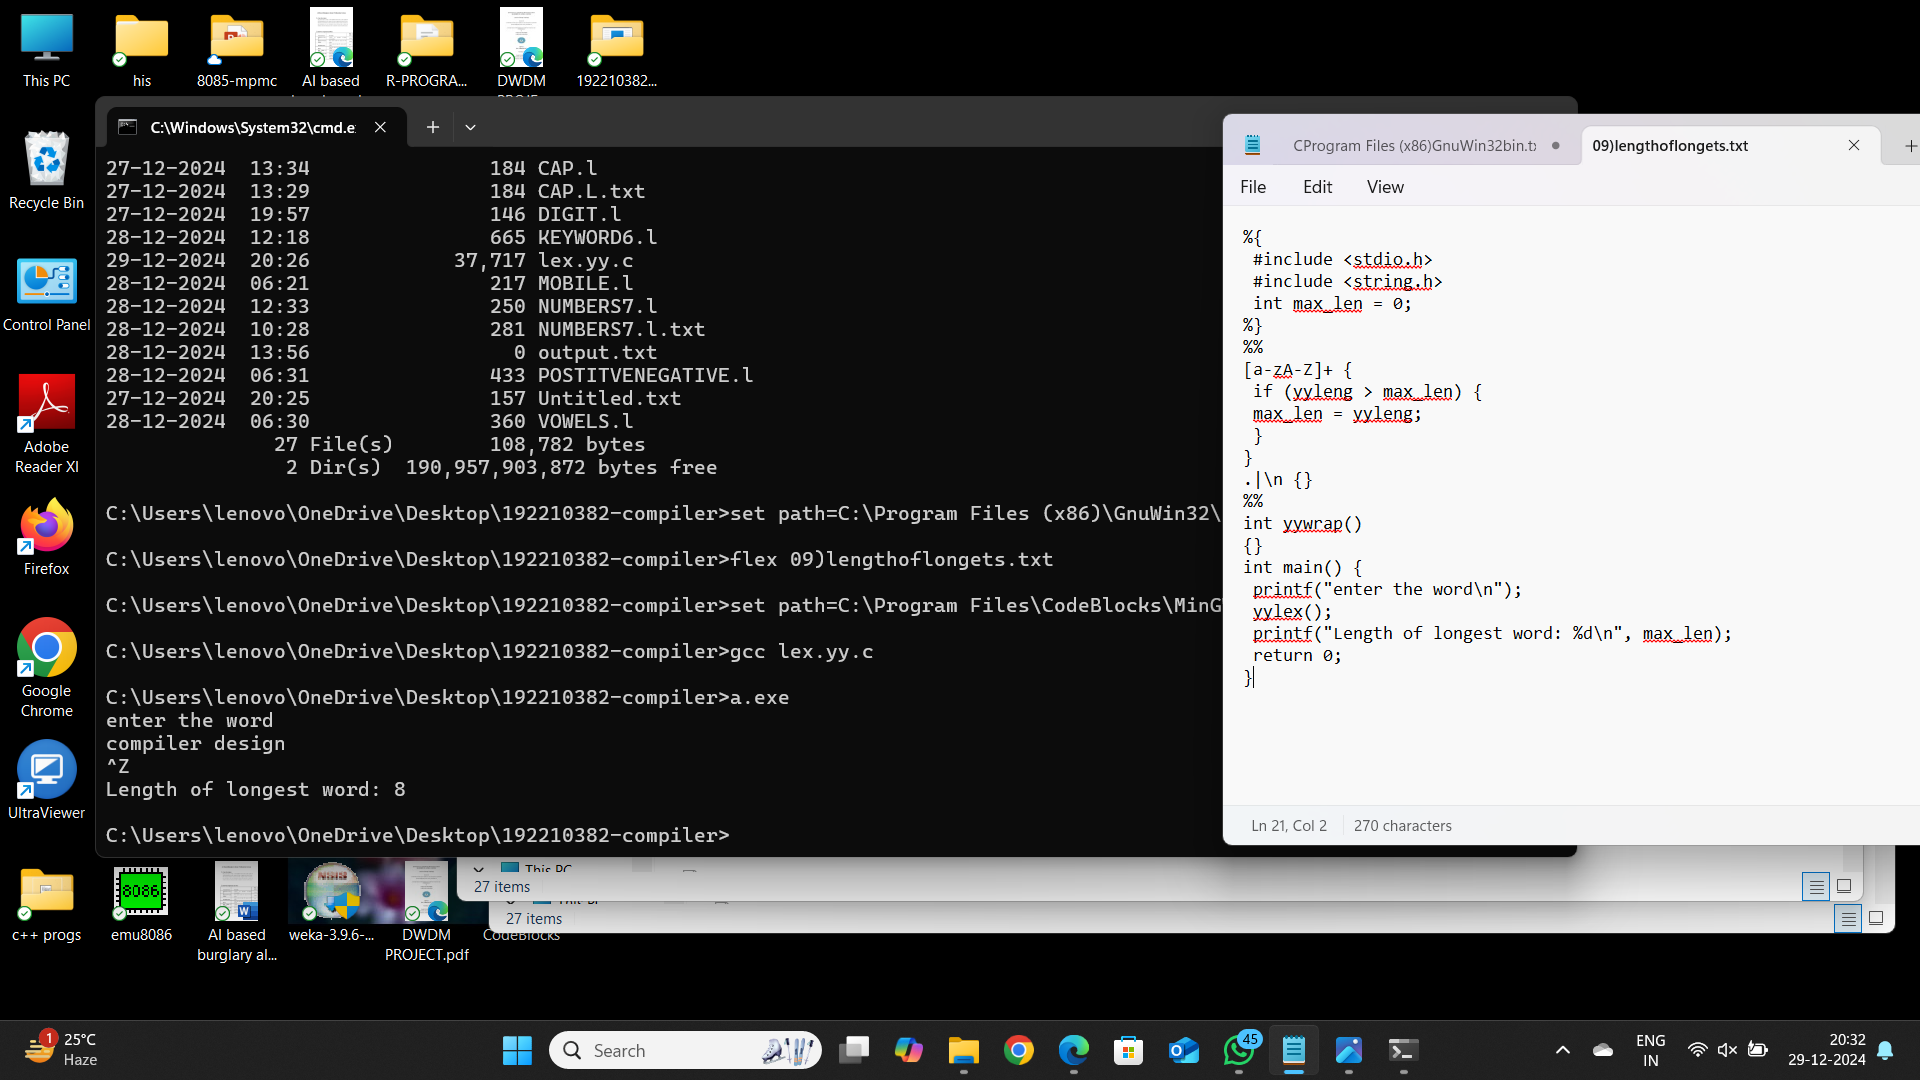 This PC
his
8085-mpmc
AI based
R-PROGRA...
DWDM
192210382...
Recycle Bin
Control Panel
Adobe
Reader XI
Firefox
Google
Chrome
UltraViewer
C:\Windows\System32\cmd.e
27-12-2024  13:34               184 CAP.l
27-12-2024  13:29               184 CAP.L.txt
27-12-2024  19:57               146 DIGIT.l
28-12-2024  12:18               665 KEYWORD6.l
29-12-2024  20:26            37,717 lex.yy.c
28-12-2024  06:21               217 MOBILE.l
28-12-2024  12:33               250 NUMBERS7.l
28-12-2024  10:28               281 NUMBERS7.l.txt
28-12-2024  13:56                 0 output.txt
28-12-2024  06:31               433 POSTITVENEGATIVE.l
27-12-2024  20:25               157 Untitled.txt
28-12-2024  06:30               360 VOWELS.l
27 File(s)        108,782 bytes
2 Dir(s)  190,957,903,872 bytes free
C:\Users\lenovo\OneDrive\Desktop\192210382-compiler>set path=C:\Program Files (x86)\GnuWin32\
C:\Users\lenovo\OneDrive\Desktop\192210382-compiler>flex 09)lengthoflongets.txt
C:\Users\lenovo\OneDrive\Desktop\192210382-compiler>set path=C:\Program Files\CodeBlocks\MinG
C:\Users\lenovo\OneDrive\Desktop\192210382-compiler>gcc lex.yy.c
C:\Users\lenovo\OneDrive\Desktop\192210382-compiler>a.exe
enter the word
compiler design
^Z
Length of longest word: 8
C:\Users\lenovo\OneDrive\Desktop\192210382-compiler>
CProgram Files (x86)GnuWin32bin.tx
09)lengthoflongets.txt
File Edit View
%{
#include <stdio.h>
#include <string.h>
int max_len = 0;
%}
%%
[a-zA-Z]+ {
if (yyleng > max_len) {
max_len = yyleng;
}
}
.|\n {}
%%
int yywrap()
{}
int main() {
printf("enter the word\n");
yylex();
printf("Length of longest word: %d\n", max_len);
return 0;
}
Ln 21, Col 2
270 characters
This PC
27 items
27 items
8086
c++ progs
emu8086
AI based
burglary al...
weka-3.9.6-...
DWDM
PROJECT.pdf
CodeBlocks
1
25°C
Haze
Search
45
ENG
IN
20:32
29-12-2024